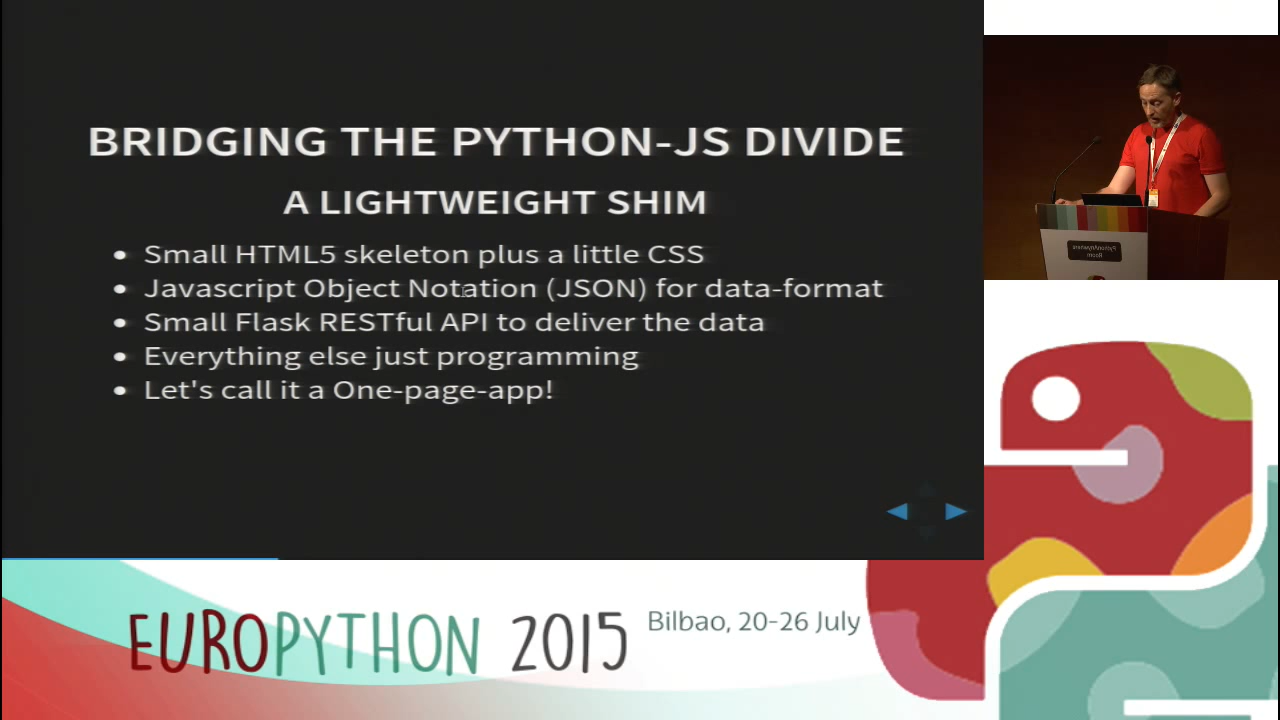 BRIDGING THE PYTHON-JS DIVIDE
A LIGHTWEIGHT SHIM
Small HTML5 skeleton plus a little CSS
Javascript Object Notation (JSON) for data-format
Small Flask RESTful API to deliver the data
Everything else just programming
Let's call it a One-page-app!
PythonAnywhere
Room
EUROPYTHON 2015
Bilbao, 20-26 July